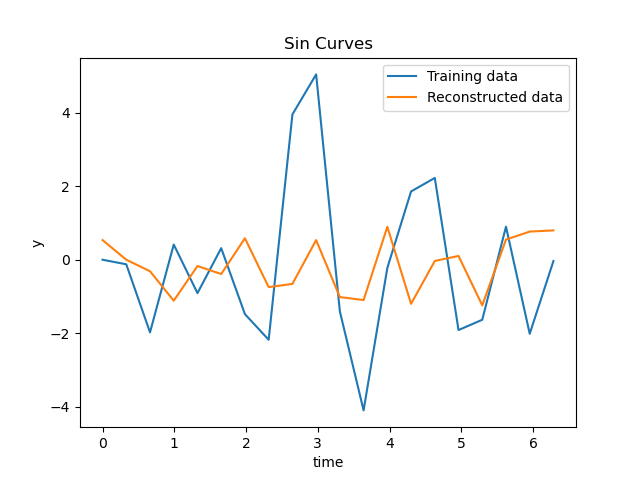 Sin Curves
Training data
Reconstructed data
y
4
2
0
−2
−4
0 1 2 3 4 5 6
time